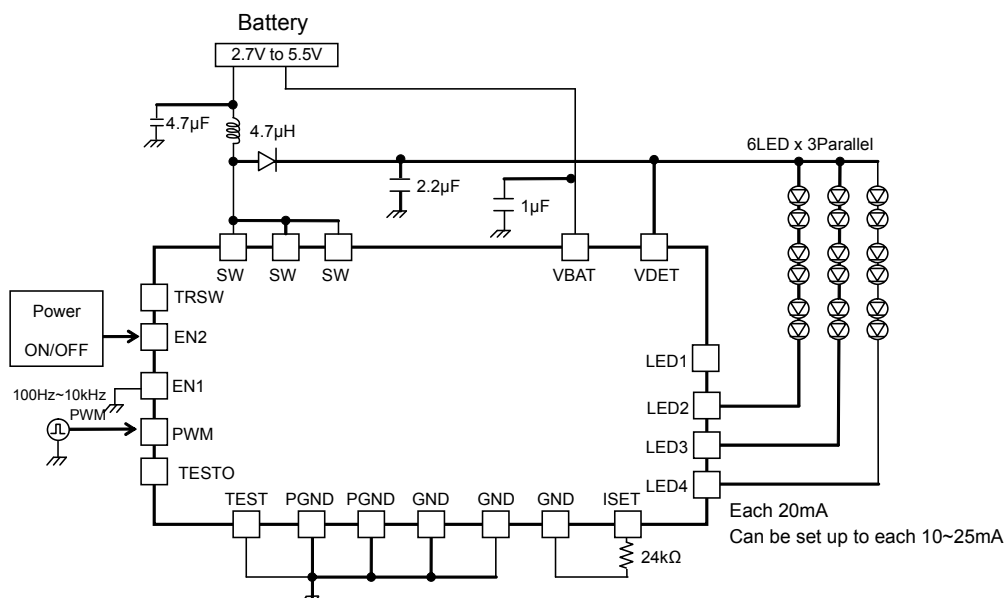 Battery
2.7V to 5.5V
4.7μF
4.7μH
6LED x 3Parallel
2.2μF
1μF
SW
SW
SW
VBAT
VDET
TRSW
Power
ON/OFF
EN2
LED1
EN1
100Hz~10kHz
PWM
LED2
PWM
LED3
TESTO
LED4
TEST
PGND
PGND
GND
GND
GND
ISET
Each 20mA
Can be set up to each 10~25mA
24kΩ